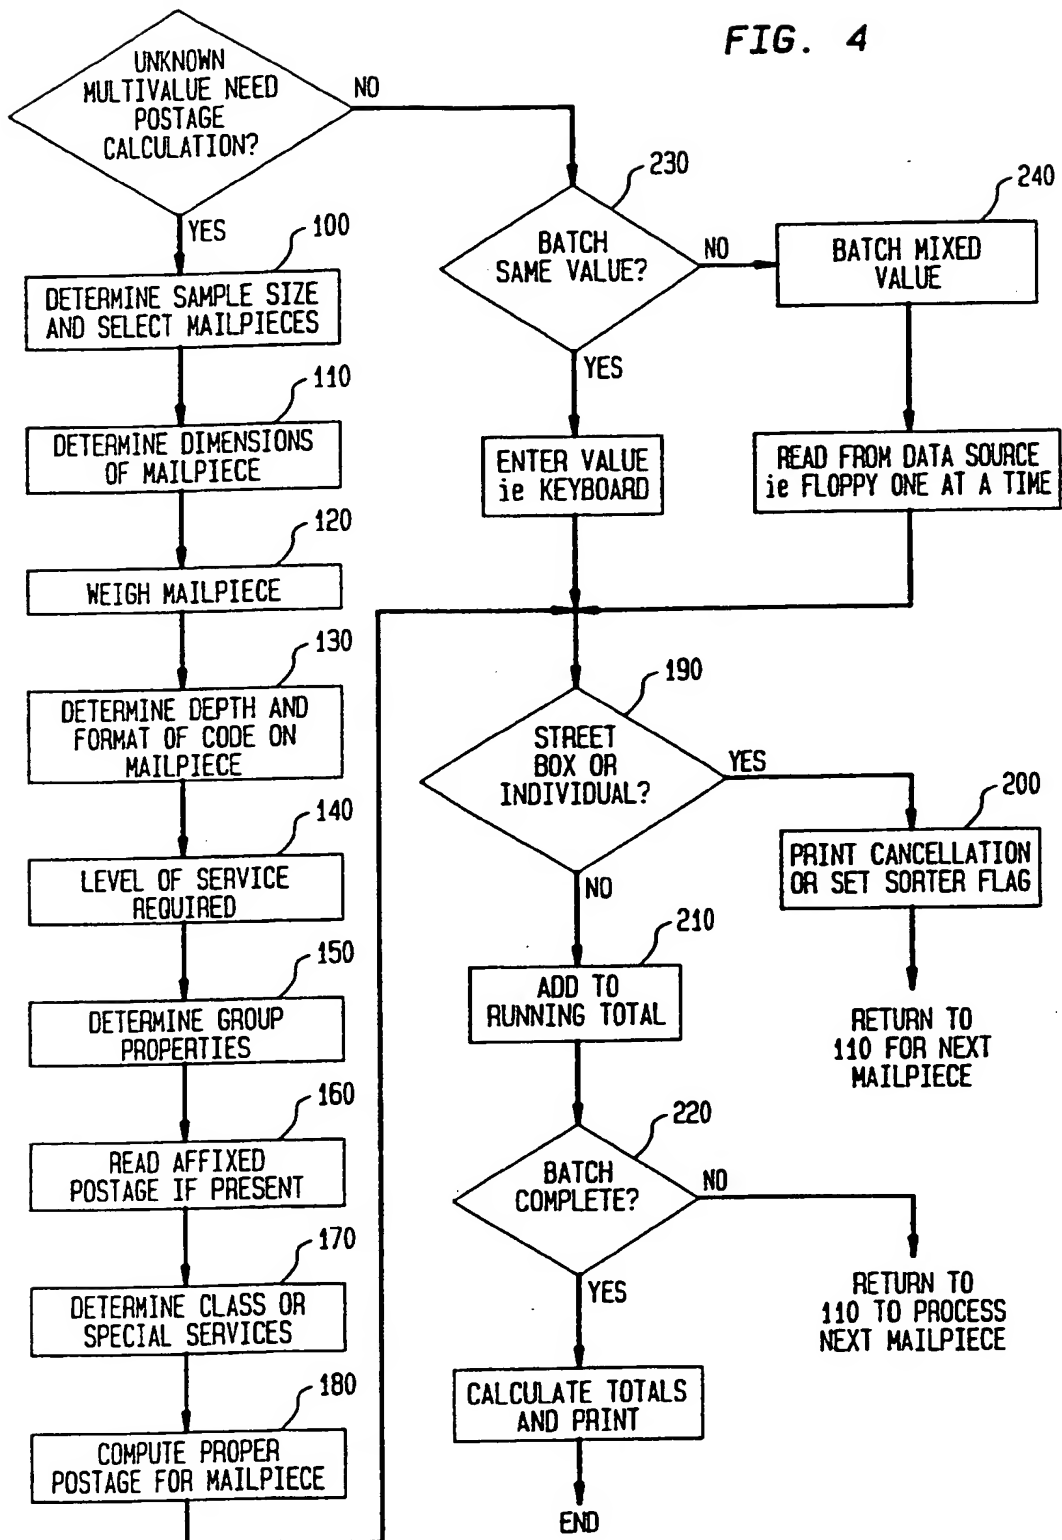 FIG. 4
UNKNOWN
MULTIVALUE NEED
POSTAGE
CALCULATION?
NO
YES
100
DETERMINE SAMPLE SIZE
AND SELECT MAILPIECES
110
DETERMINE DIMENSIONS
OF MAILPIECE
120
WEIGH MAILPIECE
130
DETERMINE DEPTH AND
FORMAT OF CODE ON
MAILPIECE
140
LEVEL OF SERVICE
REQUIRED
150
DETERMINE GROUP
PROPERTIES
160
READ AFFIXED
POSTAGE IF PRESENT
170
DETERMINE CLASS OR
SPECIAL SERVICES
180
COMPUTE PROPER
POSTAGE FOR MAILPIECE
230
BATCH
SAME VALUE?
NO
YES
240
BATCH MIXED
VALUE
ENTER VALUE
ie KEYBOARD
READ FROM DATA SOURCE
ie FLOPPY ONE AT A TIME
190
STREET
BOX OR
INDIVIDUAL?
YES
NO
200
PRINT CANCELLATION
OR SET SORTER FLAG
RETURN TO
110 FOR NEXT
MAILPIECE
210
ADD TO
RUNNING TOTAL
220
BATCH
COMPLETE?
NO
YES
RETURN TO
110 TO PROCESS
NEXT MAILPIECE
CALCULATE TOTALS
AND PRINT
END